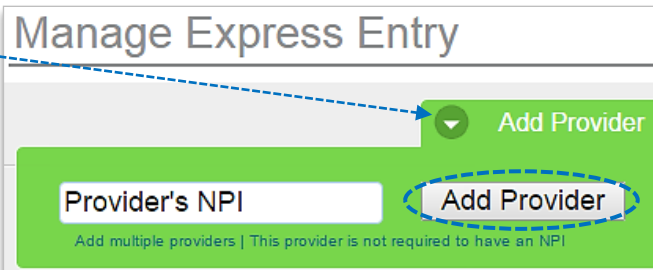 Manage Express Entry
Add Provider
Provider's NPI
Add Provider
Add multiple providers | This provider is not required to have an NPI